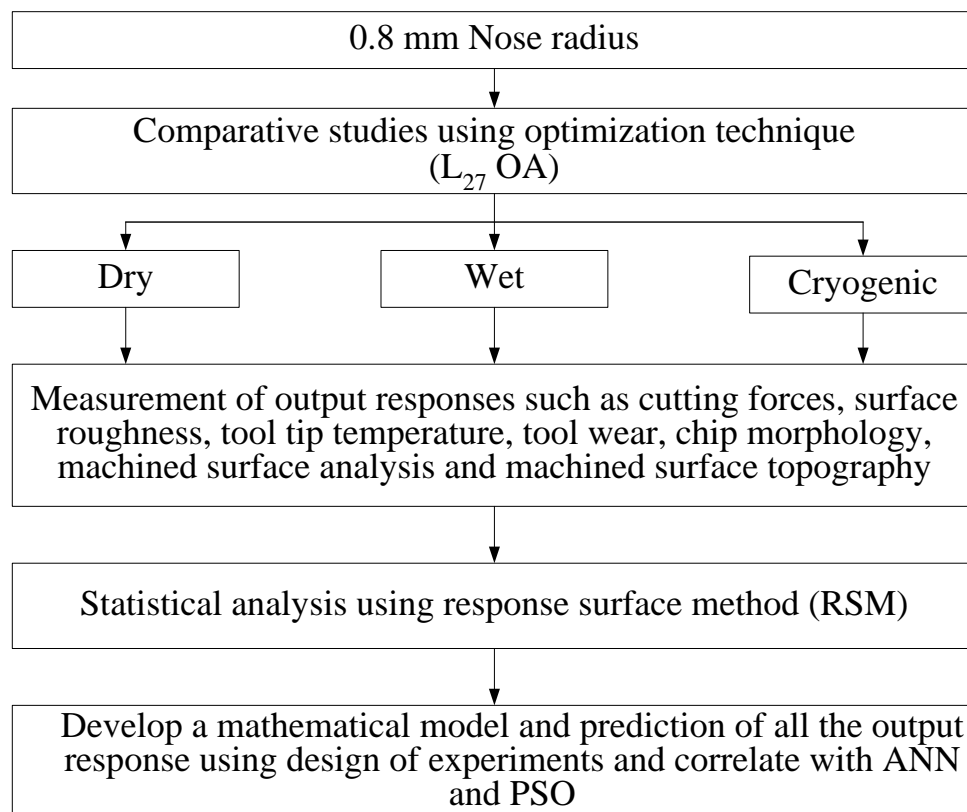 0.8 mm Nose radius
Comparative studies using optimization technique
(L27 OA)
Dry
Wet
Cryogenic
Measurement of output responses such as cutting forces, surface
roughness, tool tip temperature, tool wear, chip morphology,
machined surface analysis and machined surface topography
Statistical analysis using response surface method (RSM)
Develop a mathematical model and prediction of all the output
response using design of experiments and correlate with ANN
and PSO